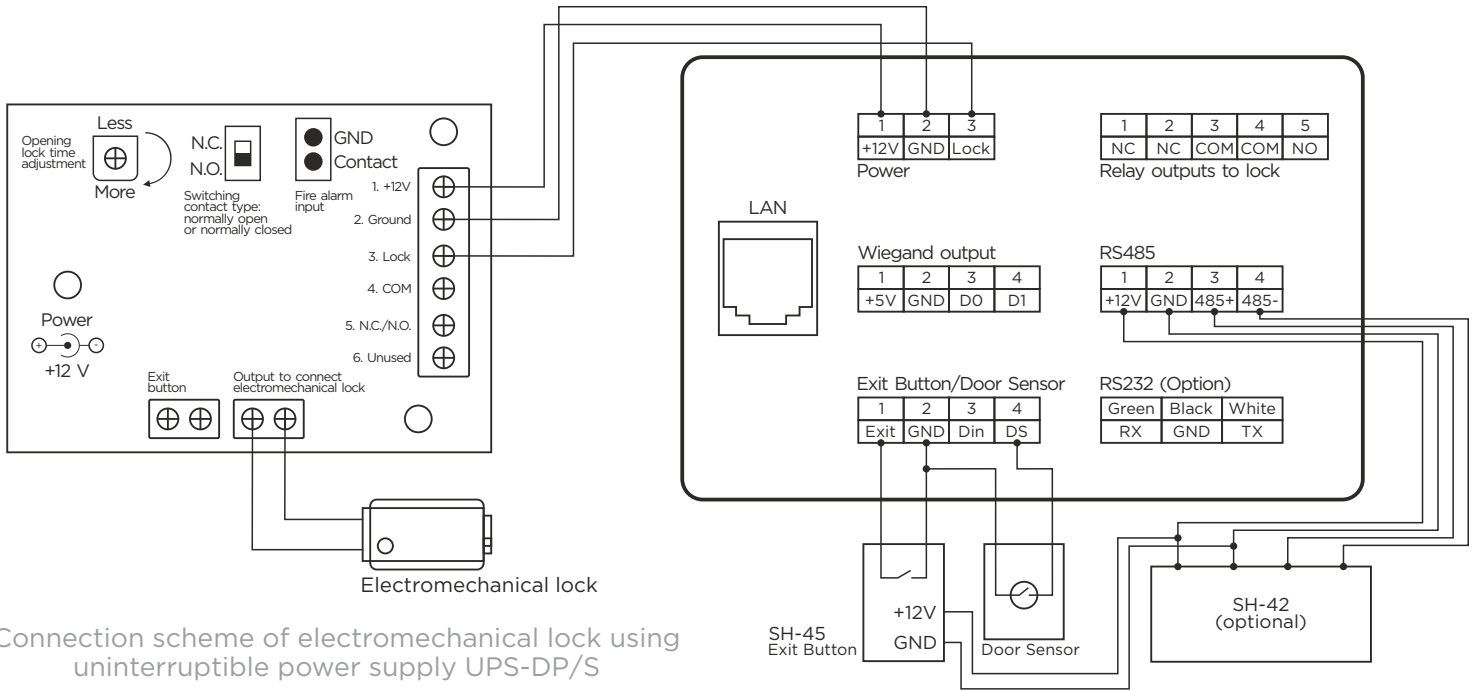 Less
Opening
lock time
adjustment
More
N.C.
N.O.
Switching
contact type:
normally open
or normally closed
GND
Contact
Fire alarm
input
1. +12V
2. Ground
3. Lock
4. COM
5. N.C./N.O.
6. Unused
Power
+ -
+12 V
Exit
button
Output to connect
electromechanical lock
Electromechanical lock
Connection scheme of electromechanical lock using
uninterruptible power supply UPS-DP/S
LAN
1 2 3
+12V GND Lock
Power
1 2 3 4 5
NC NC COM COM NO
Relay outputs to lock
Wiegand output
1 2 3 4
+5V GND D0 D1
RS485
1 2 3 4
+12V GND 485+ 485-
Exit Button/Door Sensor
1 2 3 4
Exit GND Din DS
RS232 (Option)
Green Black White
RX GND TX
+12V
GND
SH-45
Exit Button
Door Sensor
SH-42
(optional)